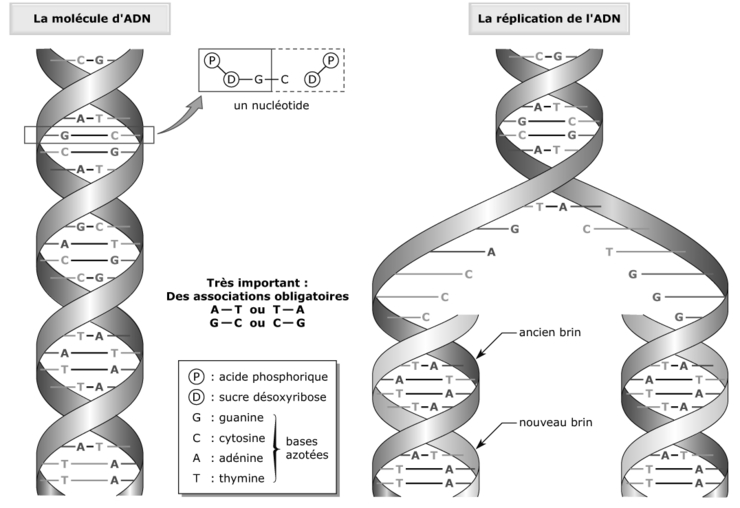 La molécule d'ADN
C–G
A–T
G C
C G
A–T
G–C
A T
C G
C–G
T–A
A T
T A
T–A
A–T
T A
T A
P P
D–G–C D
un nucléotide
Très important :
Des associations obligatoires
A—T ou T—A
G—C ou C—G
P : acide phosphorique
D : sucre désoxyribose
G : guanine
C : cytosine
A : adénine
T : thymine
bases
azotées
La réplication de l'ADN
C–G
A–T
G C
C G
A–T
T–A
G C
A T
C G
C G
C G
T–A
A T
T A
T–A
A–T
T A
T A
T–A
A T
T A
T–A
A–T
T A
T A
ancien brin
nouveau brin